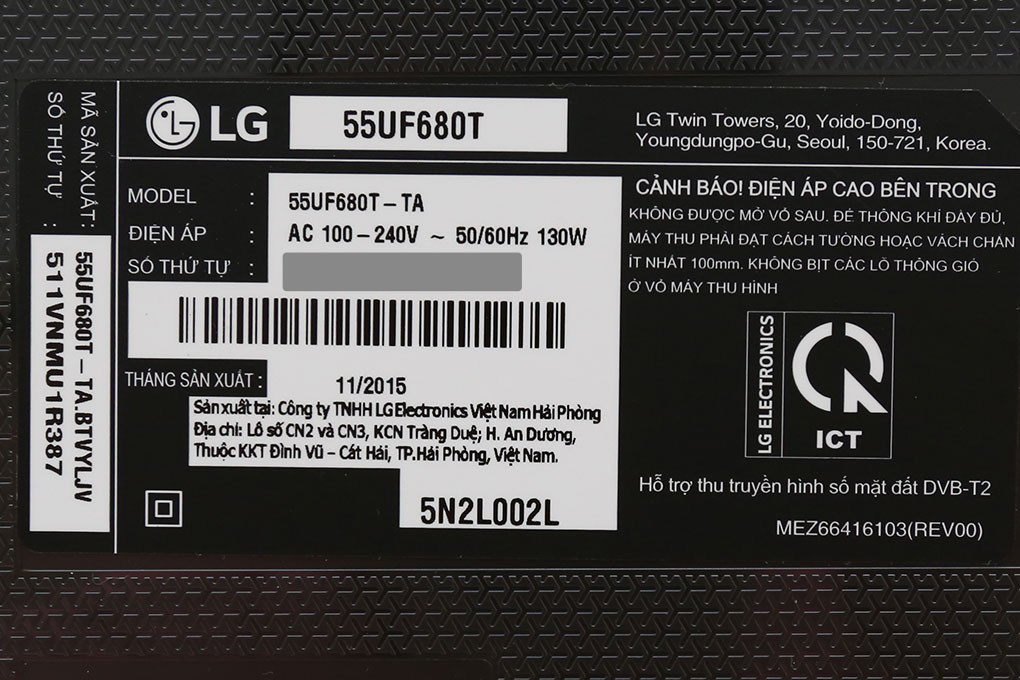 MÃ SẢN XUẤT:
SỐ THỨ TỰ :
55UF680T-TA.BTVYLJV
511VNMU1R387
LG
55UF680T
LG Twin Towers, 20, Yoido-Dong,
Youngdungpo-Gu, Seoul, 150-721, Korea.
MODEL : 55UF680T-TA
ĐIỆN ÁP : AC 100-240V ~ 50/60Hz 130W
SỐ THỨ TỰ :
THÁNG SẢN XUẤT : 11/2015
Sản xuất tại: Công ty TNHH LG Electronics Việt Nam Hải Phòng
Địa chỉ: Lô số CN2 và CN3, KCN Tràng Duệ; H. An Dương,
Thuộc KKT Đình Vũ – Cát Hải, TP.Hải Phòng, Việt Nam.
5N2L002L
CẢNH BÁO! ĐIỆN ÁP CAO BÊN TRONG
KHÔNG ĐƯỢC MỞ VỎ SAU. ĐỂ THÔNG KHÍ ĐẦY ĐỦ,
MÁY THU PHẢI ĐẶT CÁCH TƯỜNG HOẶC VÁCH CHẮN
ÍT NHẤT 100mm. KHÔNG BỊT CÁC LỖ THÔNG GIÓ
Ở VỎ MÁY THU HÌNH
LG ELECTRONICS
ICT
Hỗ trợ thu truyền hình số mặt đất DVB-T2
MEZ66416103(REV00)